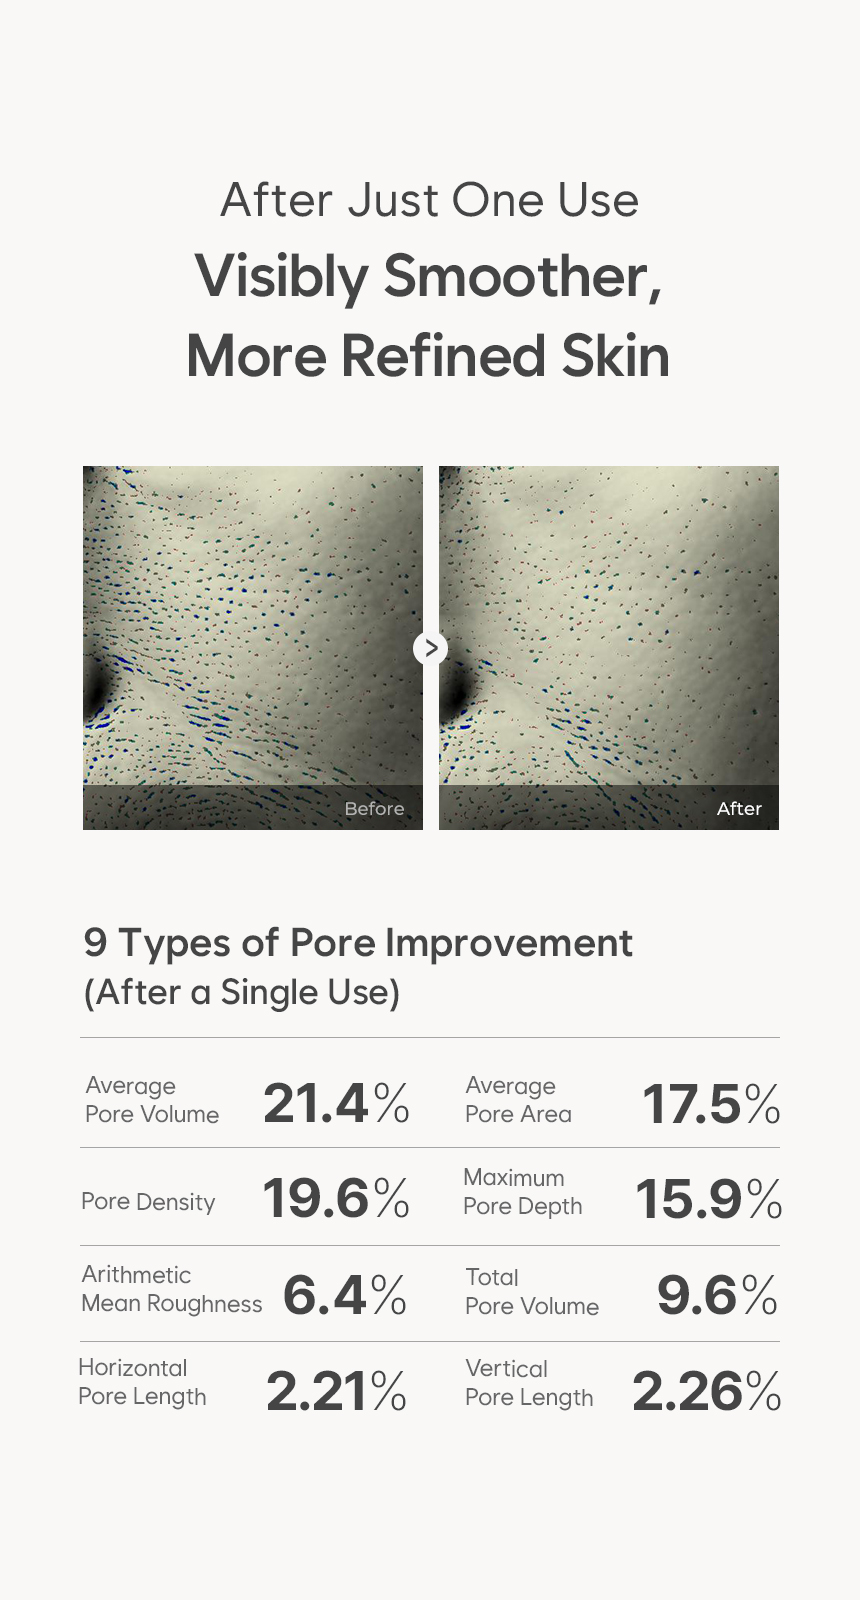 After Just One Use
Visibly Smoother,
More Refined Skin
Before
After
9 Types of Pore Improvement
(After a Single Use)
Average
Pore Volume
21.4%
Average
Pore Area
17.5%
Pore Density
19.6%
Maximum
Pore Depth
15.9%
Arithmetic
Mean Roughness
6.4%
Total
Pore Volume
9.6%
Horizontal
Pore Length
2.21%
Vertical
Pore Length
2.26%